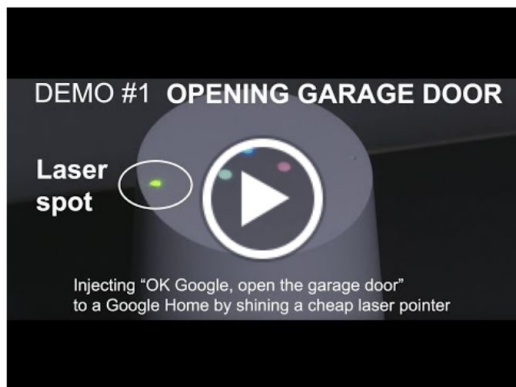 DEMO #1 OPENING GARAGE DOOR
Laser
spot
Injecting “OK Google, open the garage door”
to a Google Home by shining a cheap laser pointer